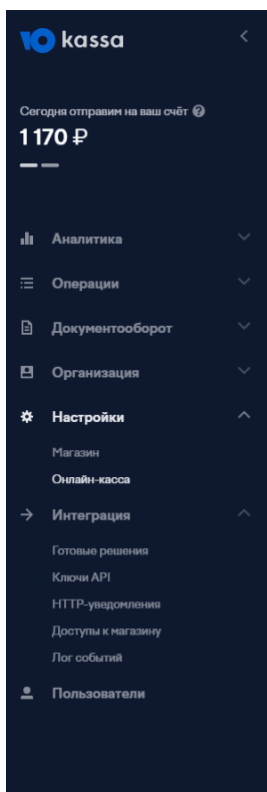 Ю kassa
Сегодня отправим на ваш счёт ?
1 170 ₽
Аналитика
Операции
Документооборот
Организация
Настройки
Магазин
Онлайн-касса
Интеграция
Готовые решения
Ключи API
HTTP-уведомления
Доступы к магазину
Лог событий
Пользователи